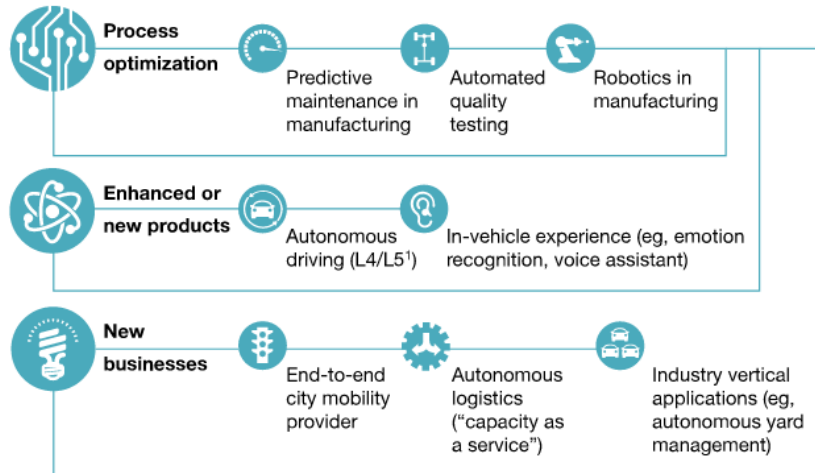 Process
optimization
Predictive
maintenance in
manufacturing
Automated
quality
testing
Robotics in
manufacturing
Enhanced or
new products
Autonomous
driving (L4/L5¹)
In-vehicle experience (eg, emotion
recognition, voice assistant)
New
businesses
End-to-end
city mobility
provider
Autonomous
logistics
(“capacity as
a service”)
Industry vertical
applications (eg,
autonomous yard
management)